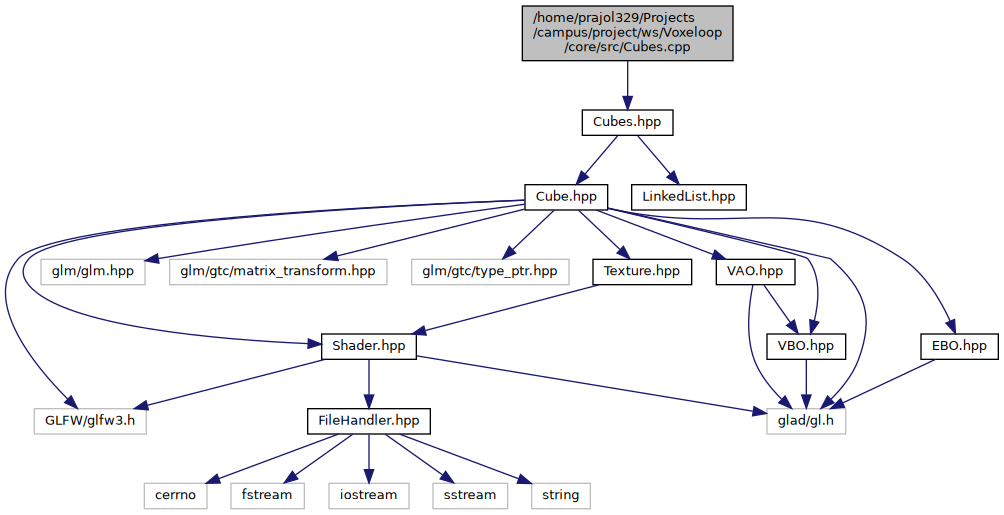 /home/prajol329/Projects
/campus/project/ws/Voxeloop
/core/src/Cubes.cpp
Cubes.hpp
Cube.hpp
LinkedList.hpp
glm/glm.hpp
glm/gtc/matrix_transform.hpp
glm/gtc/type_ptr.hpp
Texture.hpp
VAO.hpp
Shader.hpp
VBO.hpp
EBO.hpp
GLFW/glfw3.h
FileHandler.hpp
glad/gl.h
cerrno
fstream
iostream
sstream
string